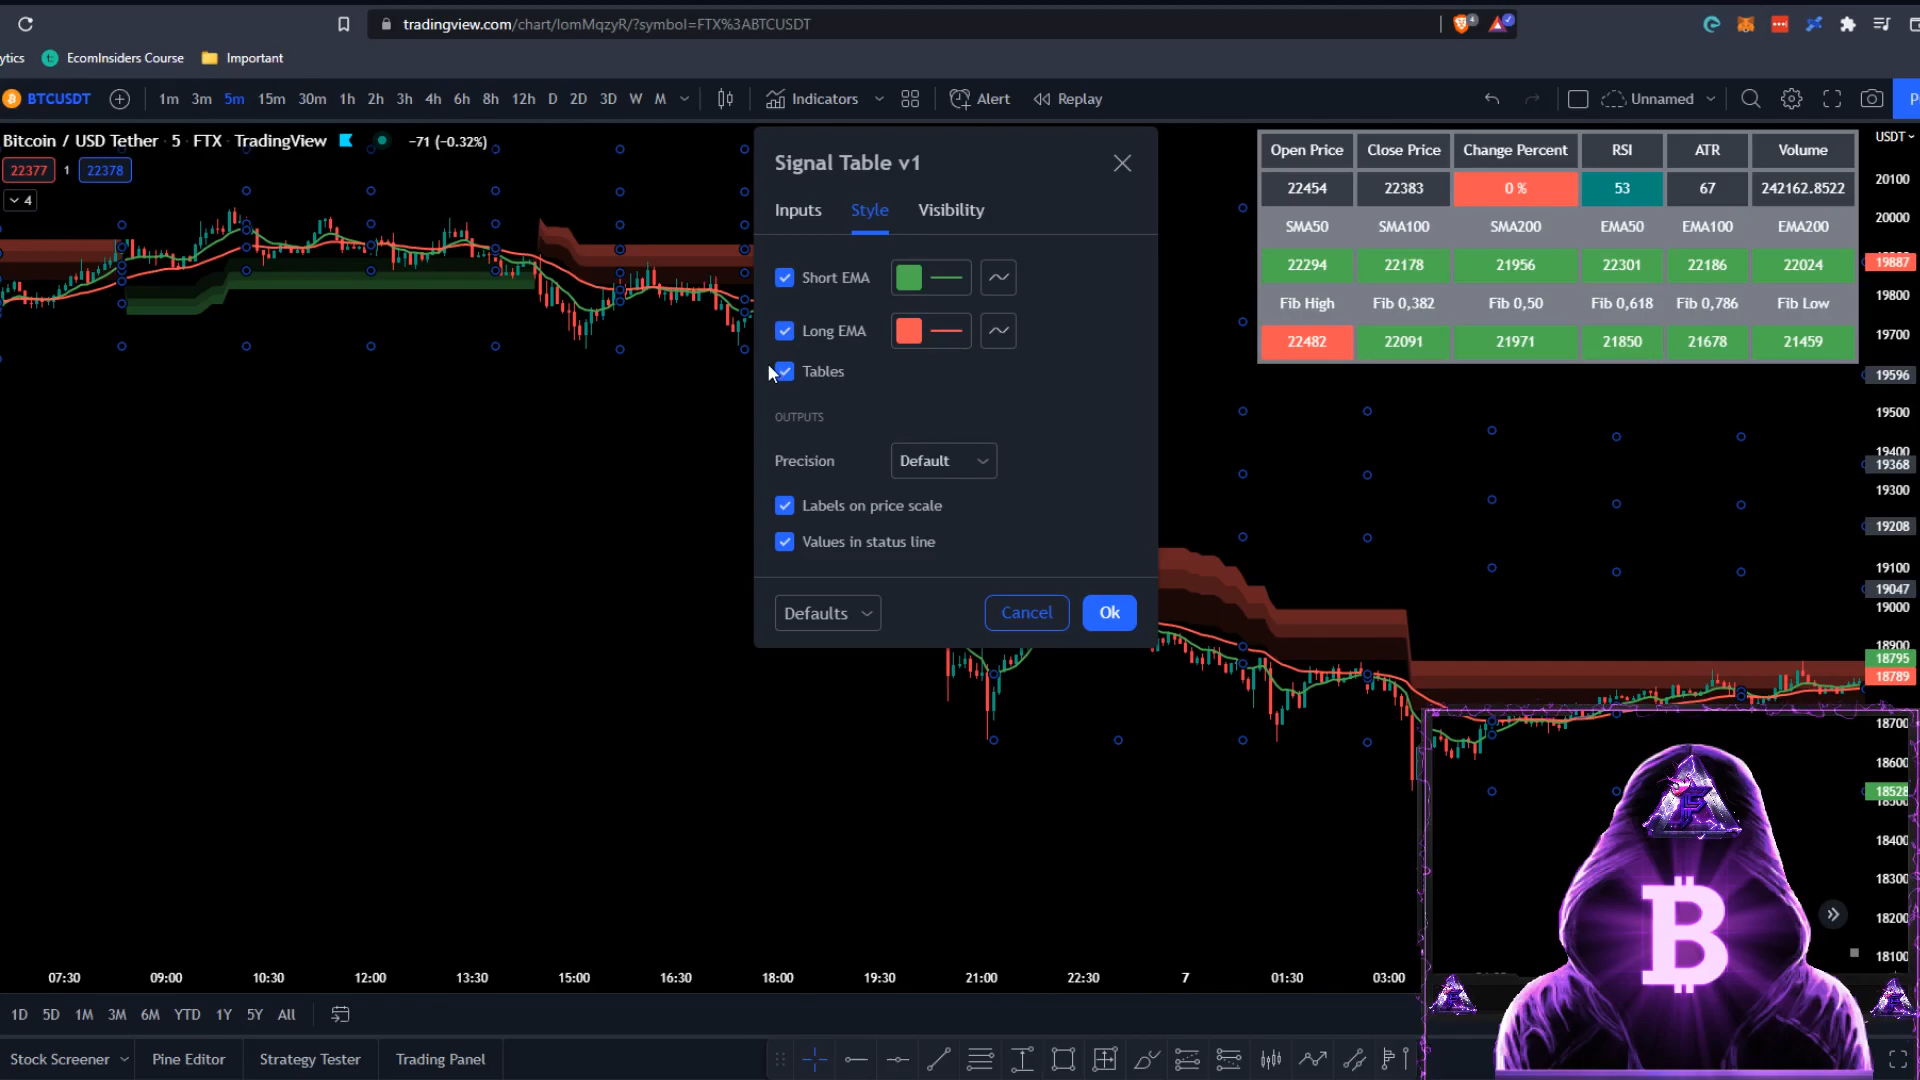 tradingview.com/chart/IomMqzyR/?symbol=FTX%3ABTCUSDT
4
ytics
t
EcomInsiders Course
Important
BTCUSDT
1m 3m 5m 15m 30m 1h 2h 3h 4h 6h 8h 12h D 2D 3D W M
Indicators
Alert
Replay
Unnamed
P
Bitcoin / USD Tether · 5 · FTX · TradingView
−71 (−0.32%)
22377 1 22378
4
Signal Table v1
Inputs Style Visibility
Short EMA
Long EMA
Tables
OUTPUTS
Precision Default
Labels on price scale
Values in status line
Defaults Cancel Ok
Open Price Close Price Change Percent RSI ATR Volume
22454 22383 0 % 53 67 242162.8522
SMA50 SMA100 SMA200 EMA50 EMA100 EMA200
22294 22178 21956 22301 22186 22024
Fib High Fib 0,382 Fib 0,50 Fib 0,618 Fib 0,786 Fib Low
22482 22091 21971 21850 21678 21459
USDT
20100
20000
19887
19800
19700
19596
19500
19400
19368
19300
19208
19100
19047
19000
18900
18795
18789
18700
18600
18528
18500
18400
18300
18200
18100
07:30 09:00 10:30 12:00 13:30 15:00 16:30 18:00 19:30 21:00 22:30 7 01:30 03:00
1D 5D 1M 3M 6M YTD 1Y 5Y All
Stock Screener Pine Editor Strategy Tester Trading Panel